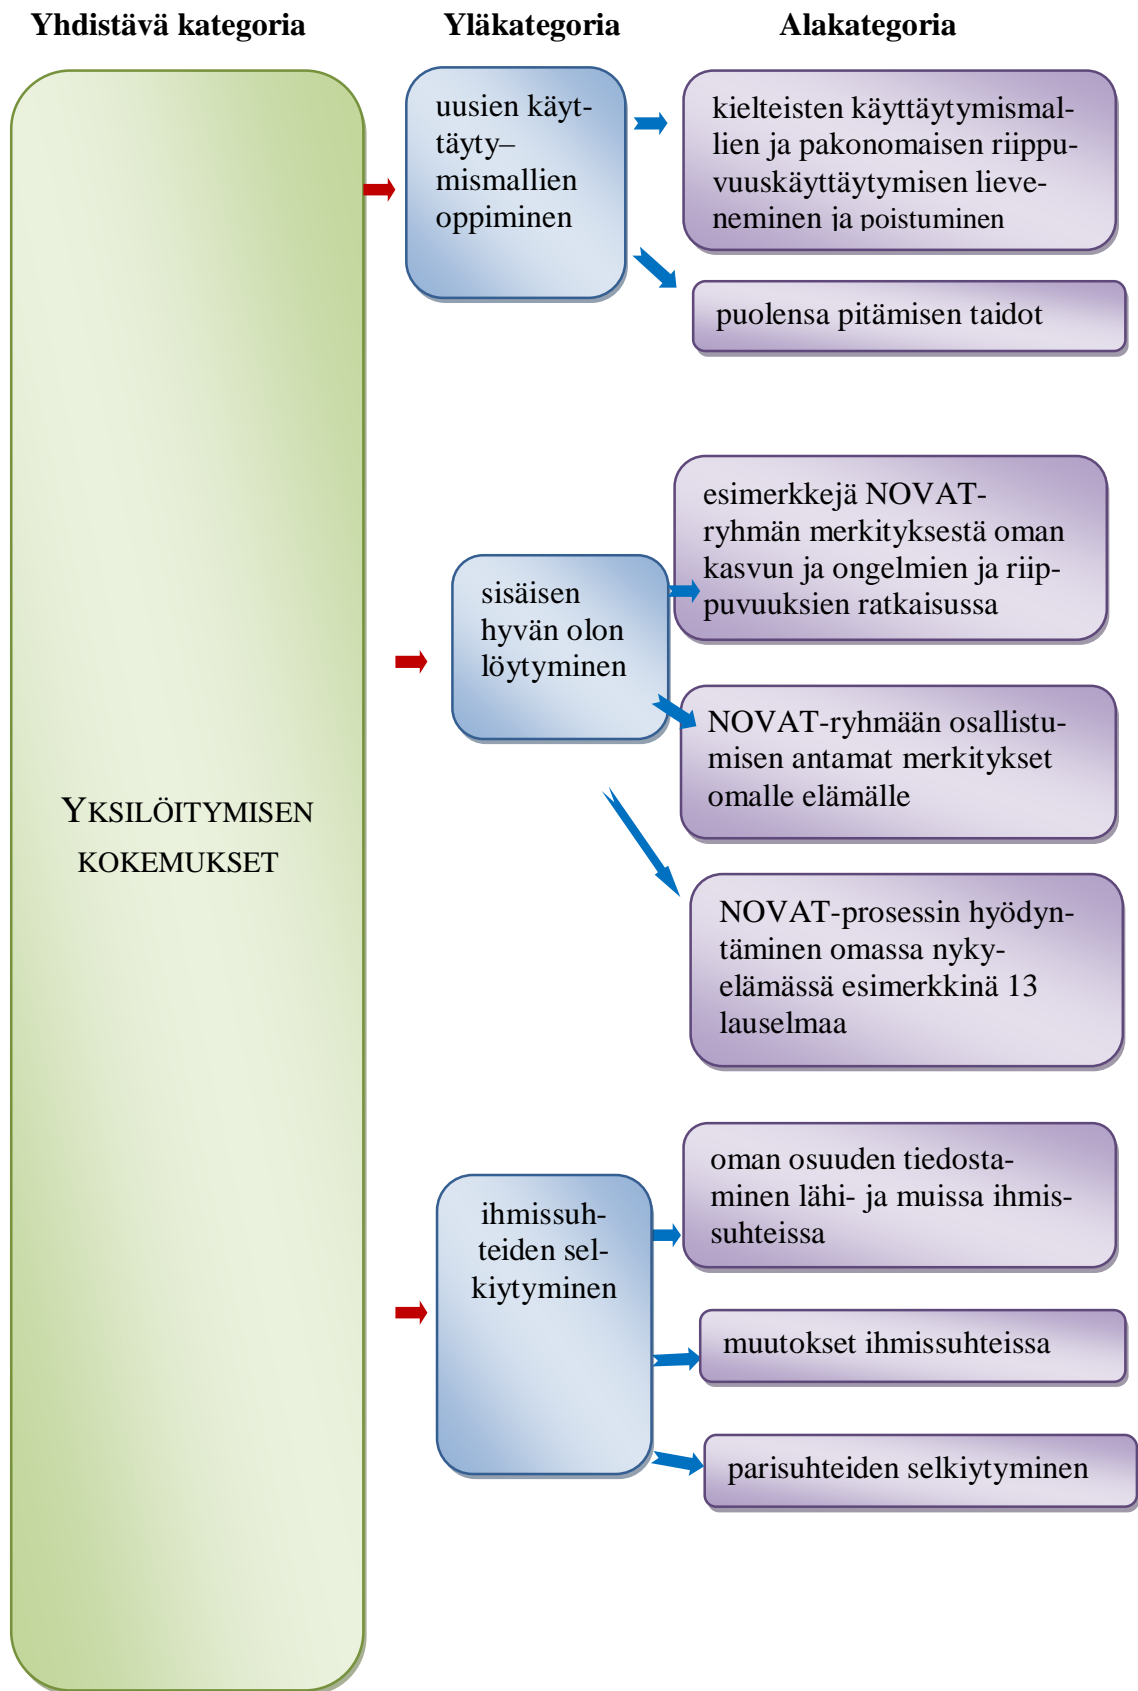 Yhdistävä kategoria
Yläkategoria
Alakategoria
YKSILÖITYMISEN
KOKEMUKSET
uusien käyt-
täyty–
mismallien
oppiminen
kielteisten käyttäytymismal-
lien ja pakonomaisen riippu-
vuuskäyttäytymisen lieve-
neminen ja poistuminen
puolensa pitämisen taidot
sisäisen
hyvän olon
löytyminen
esimerkkejä NOVAT-
ryhmän merkityksestä oman
kasvun ja ongelmien ja riip-
puvuuksien ratkaisussa
NOVAT-ryhmään osallistu-
misen antamat merkitykset
omalle elämälle
NOVAT-prosessin hyödyn-
täminen omassa nyky-
elämässä esimerkkinä 13
lauselmaa
ihmissuh-
teiden sel-
kiytyminen
oman osuuden tiedosta-
minen lähi- ja muissa ihmis-
suhteissa
muutokset ihmissuhteissa
parisuhteiden selkiytyminen